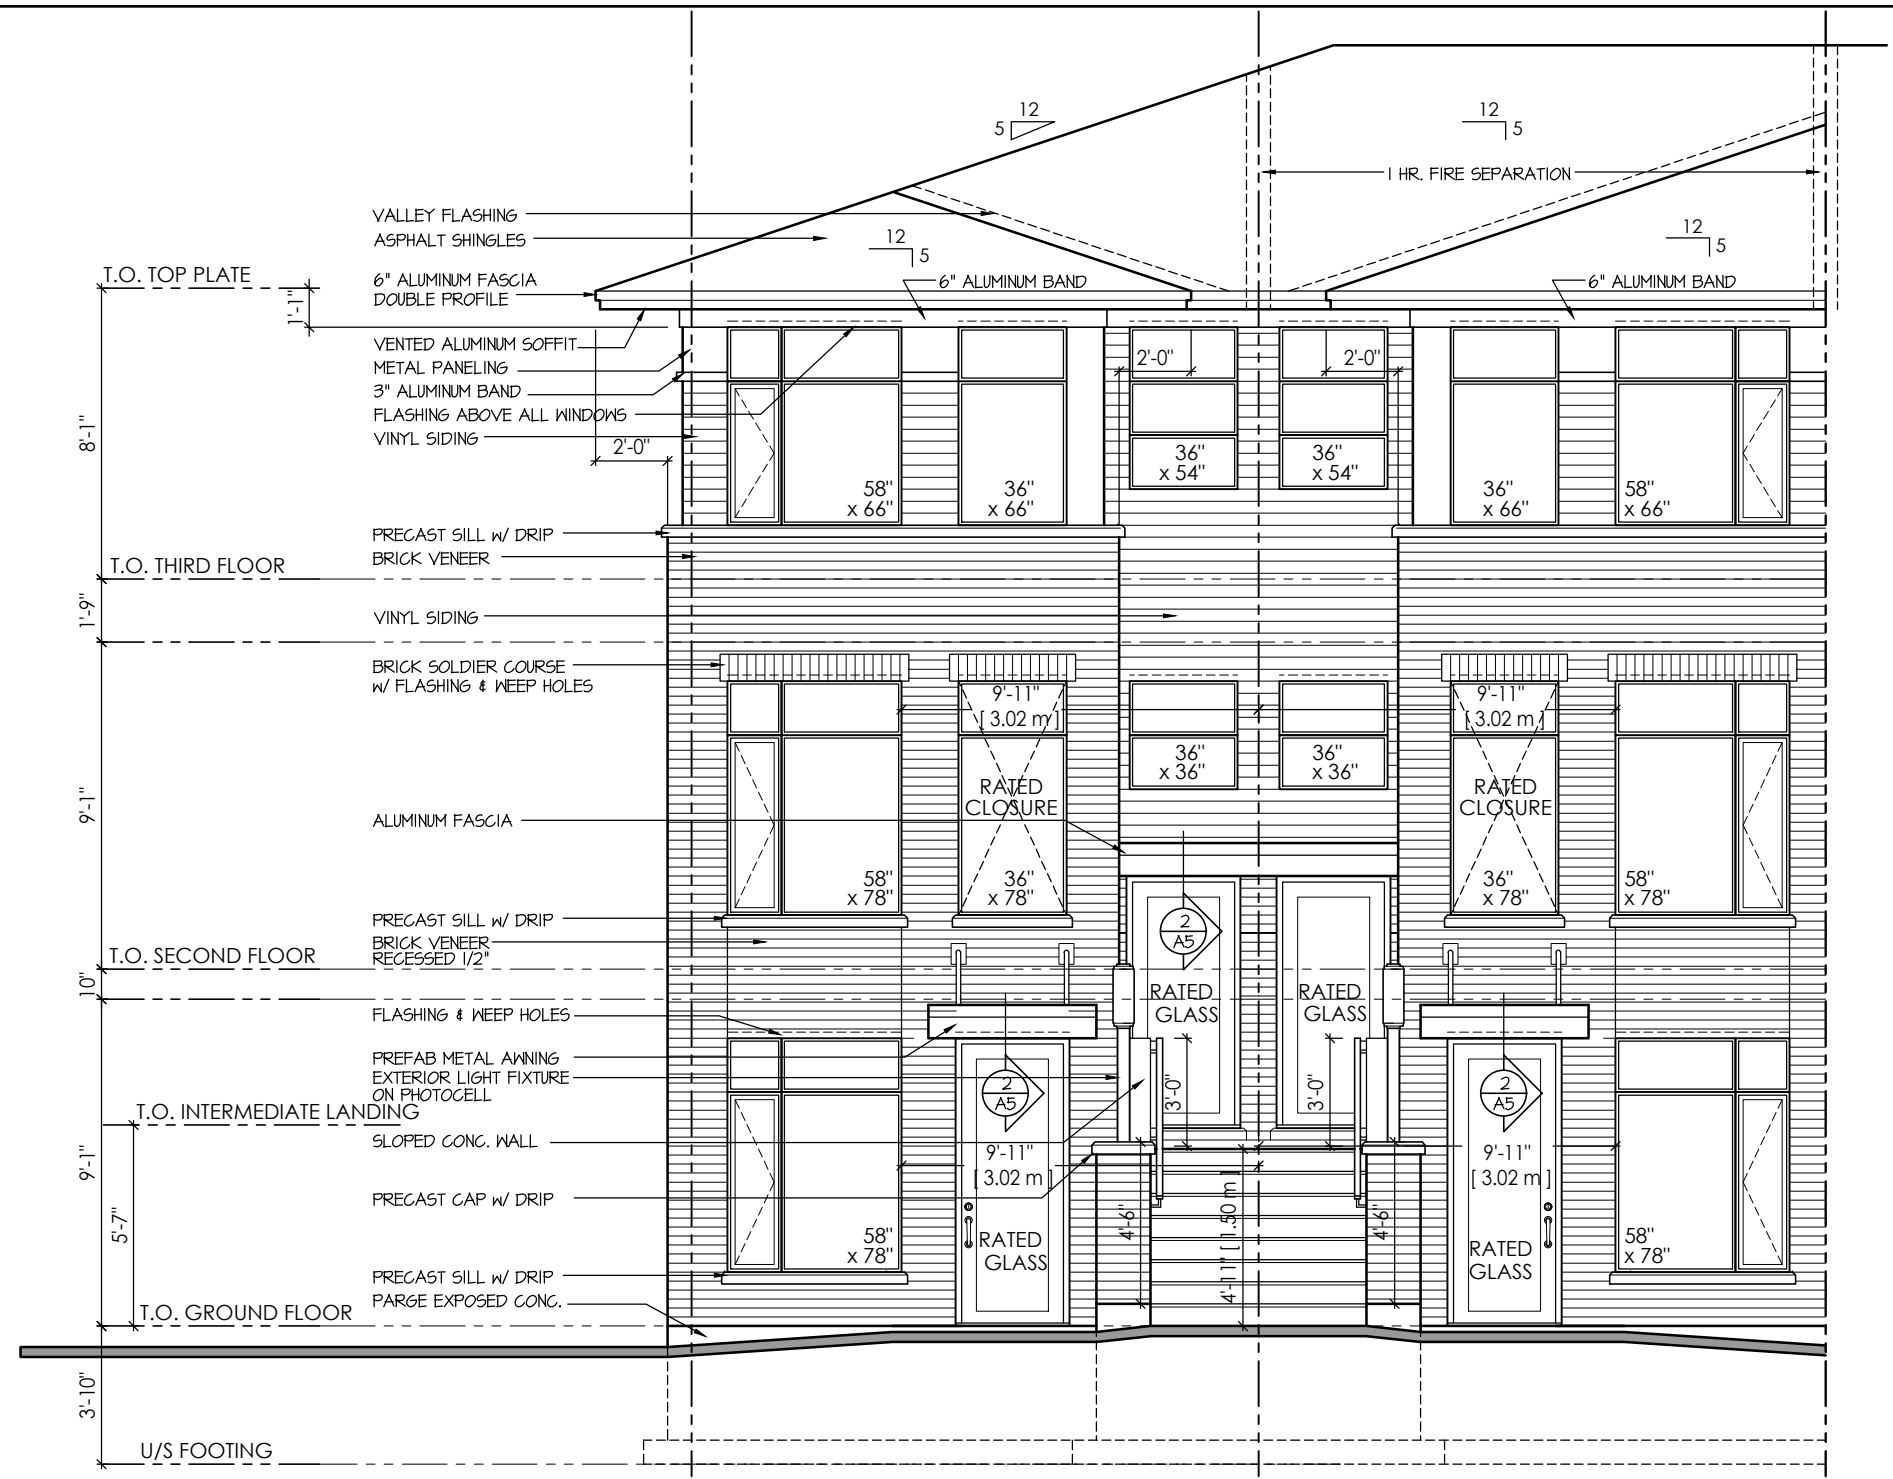 12
5
12
5
1 HR. FIRE SEPARATION
VALLEY FLASHING
ASPHALT SHINGLES
12
5
12
5
T.O. TOP PLATE
6" ALUMINUM FASCIA
DOUBLE PROFILE
6" ALUMINUM BAND
6" ALUMINUM BAND
1'-1"
VENTED ALUMINUM SOFFIT
METAL PANELING
3" ALUMINUM BAND
FLASHING ABOVE ALL WINDOWS
VINYL SIDING
2'-0"
2'-0"
2'-0"
8'-1"
58"
x 66"
36"
x 66"
36"
x 54"
36"
x 54"
36"
x 66"
58"
x 66"
PRECAST SILL W/ DRIP
BRICK VENEER
T.O. THIRD FLOOR
1'-9"
VINYL SIDING
BRICK SOLDIER COURSE
W/ FLASHING & WEEP HOLES
9'-11"
[ 3.02 m ]
9'-11"
[ 3.02 m ]
36"
x 36"
36"
x 36"
RATED
CLOSURE
RATED
CLOSURE
9'-1"
ALUMINUM FASCIA
58"
x 78"
36"
x 78"
36"
x 78"
58"
x 78"
PRECAST SILL W/ DRIP
BRICK VENEER
RECESSED 1/2"
2
A5
T.O. SECOND FLOOR
10"
RATED
GLASS
RATED
GLASS
FLASHING & WEEP HOLES
PREFAB METAL AWNING
EXTERIOR LIGHT FIXTURE
ON PHOTOCELL
2
A5
2
A5
3'-0"
3'-0"
T.O. INTERMEDIATE LANDING
SLOPED CONC. WALL
9'-1"
9'-11"
[ 3.02 m ]
9'-11"
[ 3.02 m ]
PRECAST CAP W/ DRIP
5'-7"
4'-6"
4'-11" [ 1.50 m ]
4'-6"
58"
x 78"
RATED
GLASS
RATED
GLASS
58"
x 78"
PRECAST SILL W/ DRIP
PARGE EXPOSED CONC.
T.O. GROUND FLOOR
3'-10"
U/S FOOTING